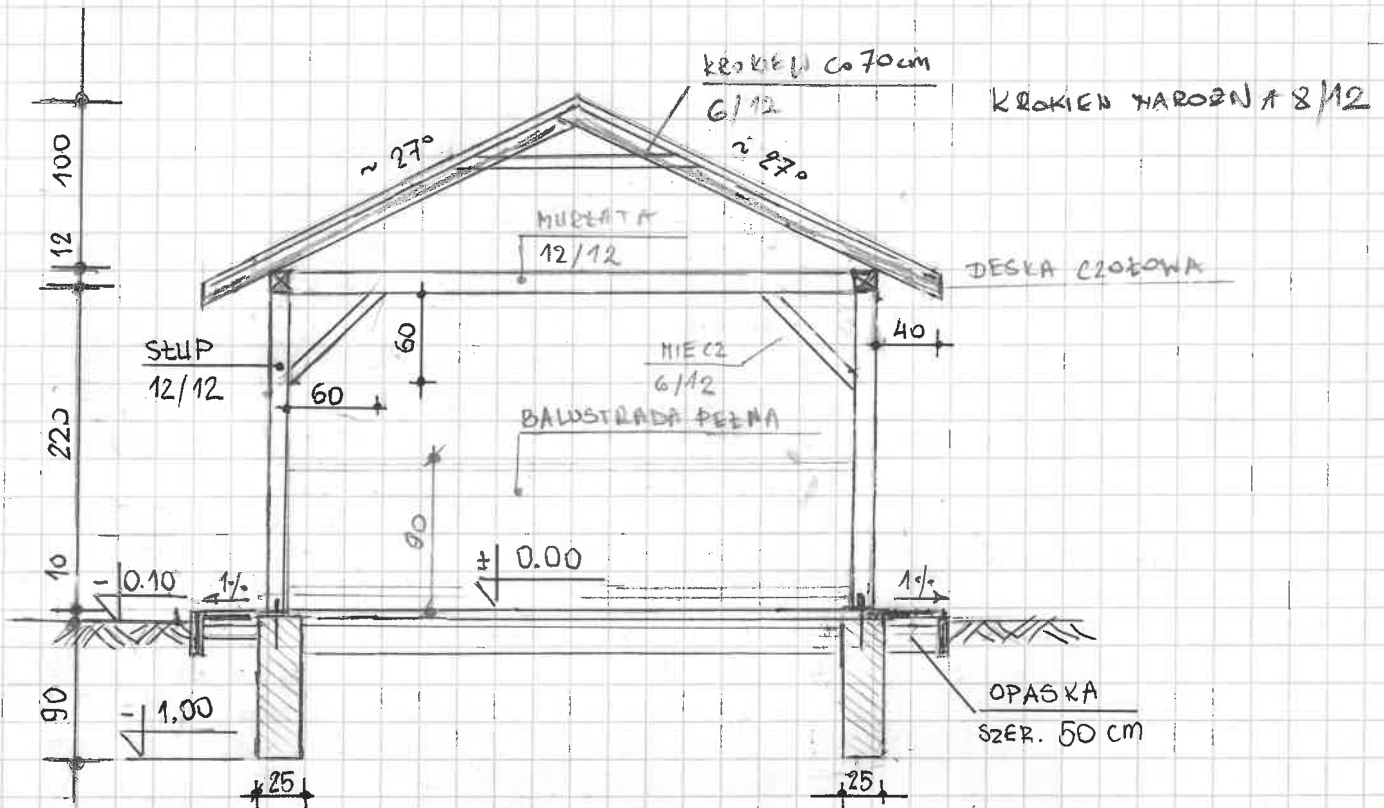 KROKIEW CO 70cm
6/12
KROKIEW NAROŻNA 8/12
~ 27°
~ 27°
100
12
MURŁATA
12/12
DESKA CZOŁOWA
SŁUP
12/12
60
60
MIECZ
6/12
40
BALUSTRADA PEŁNA
220
90
10
- 0.10
1%
± 0.00
1%
90
- 1,00
OPASKA
SZER. 50 CM
25
25